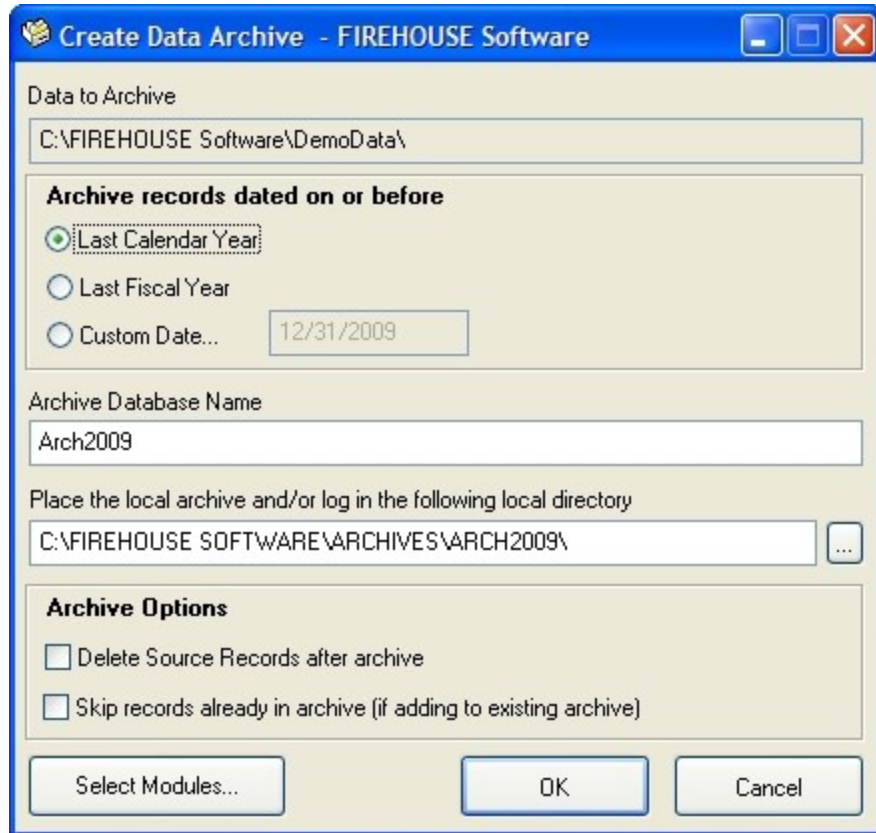 Create Data Archive - FIREHOUSE Software
Data to Archive
C:\FIREHOUSE Software\DemoData\
Archive records dated on or before
Last Calendar Year
Last Fiscal Year
Custom Date... 12/31/2009
Archive Database Name
Arch2009
Place the local archive and/or log in the following local directory
C:\FIREHOUSE SOFTWARE\ARCHIVES\ARCH2009\ ...
Archive Options
Delete Source Records after archive
Skip records already in archive (if adding to existing archive)
Select Modules... OK Cancel